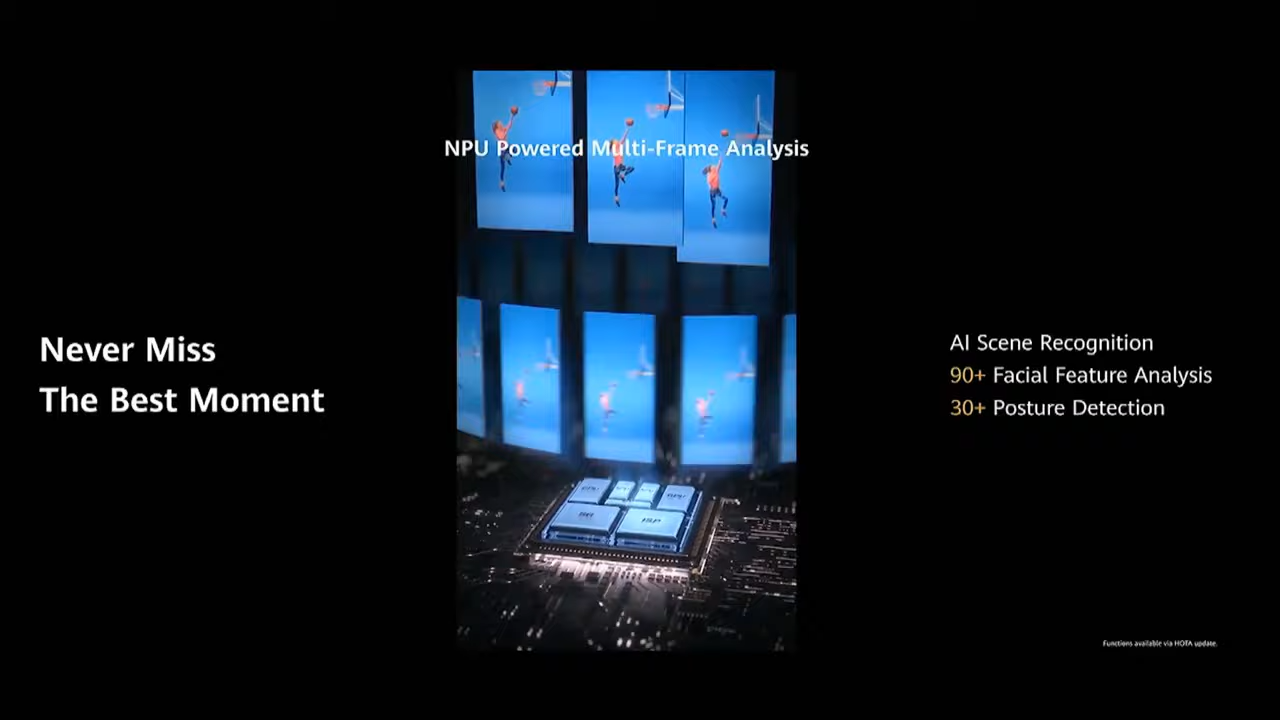 NPU Powered Multi-Frame Analysis
Never Miss
The Best Moment
AI Scene Recognition
90+ Facial Feature Analysis
30+ Posture Detection
ISP
Functions available via HOTA update.